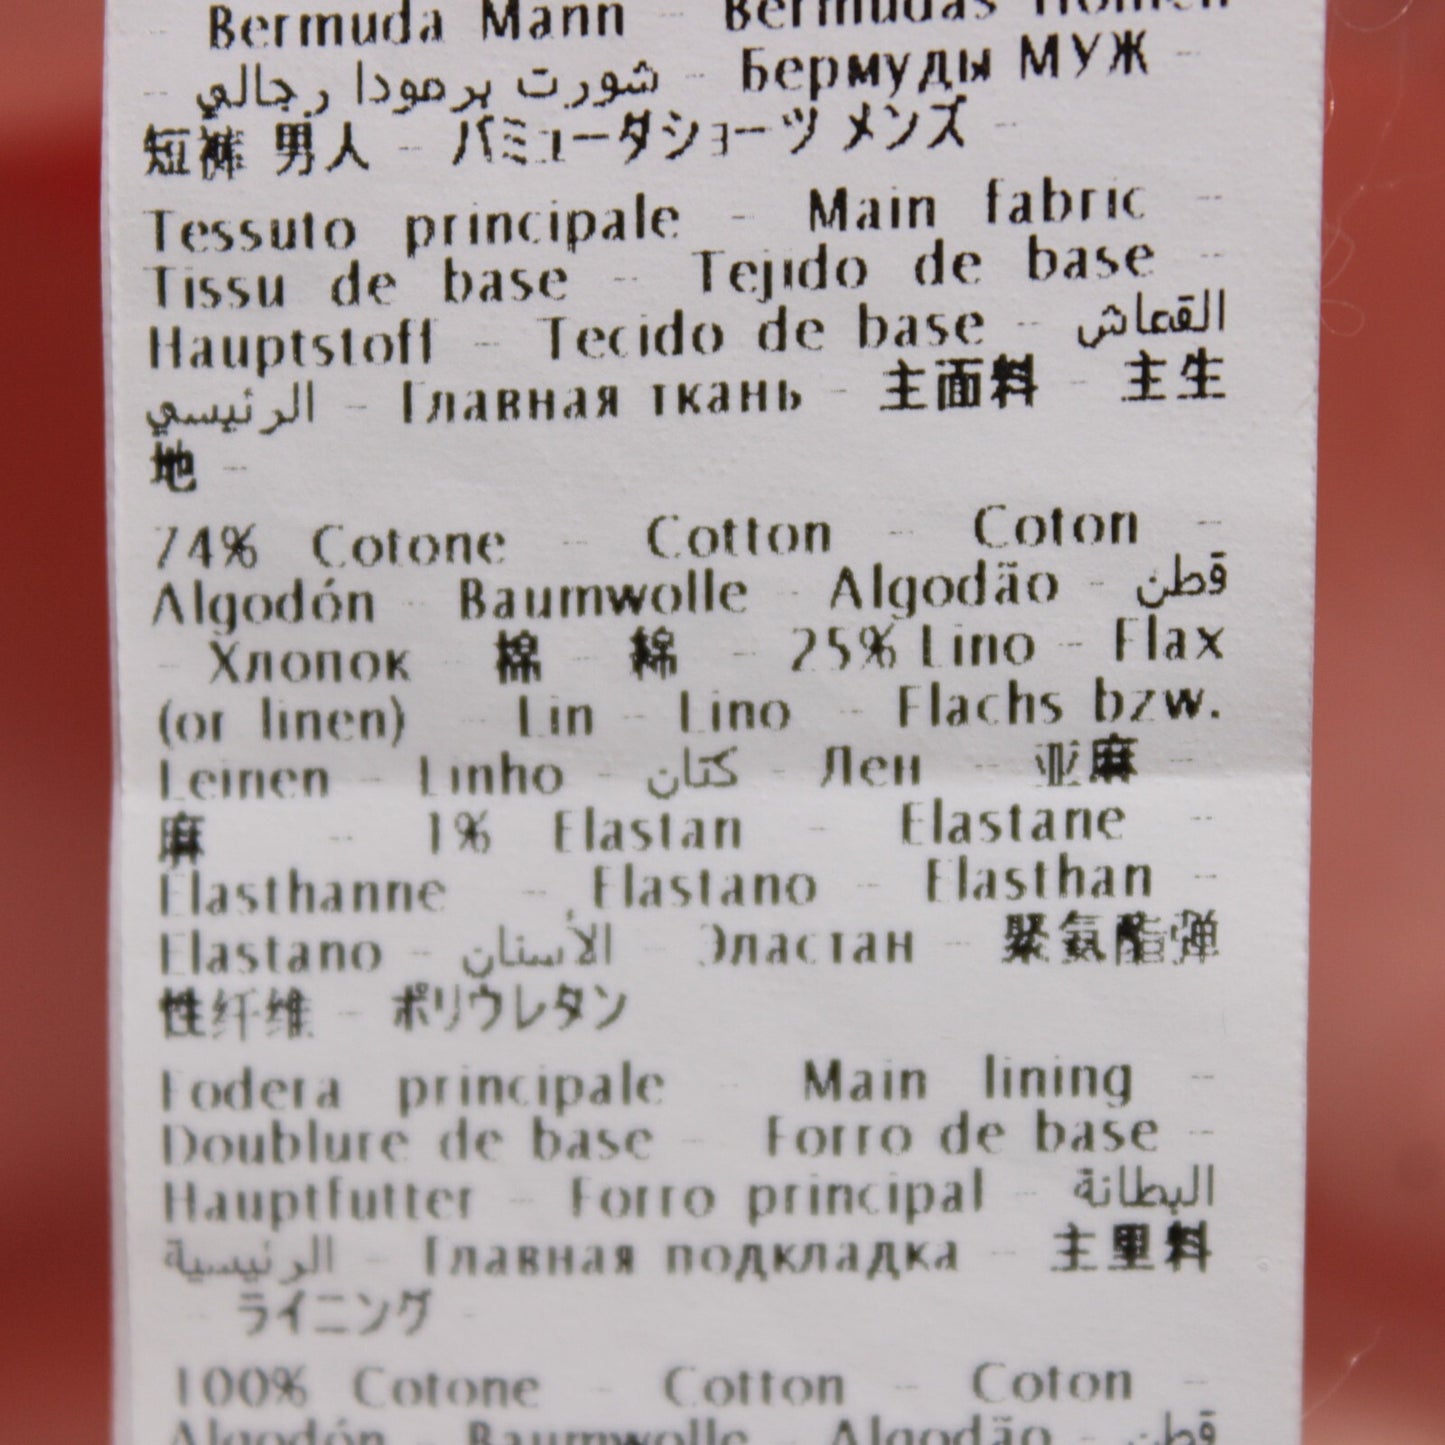 Bermuda Mann - Bermudas Homem
- شورت برمودا رجالي - Бермуды МУЖ -
短裤 男人 - バミューダショーツ メンズ -
Tessuto principale - Main fabric -
Tissu de base - Tejido de base -
Hauptstoff - Tecido de base - القماش
الرئيسي - Главная ткань - 主面料 - 主生
地 -
74% Cotone - Cotton - Coton -
Algodón - Baumwolle - Algodão - قطن
- Хлопок - 棉 - 綿 - 25% Lino - Flax
(or linen) - Lin - Lino - Flachs bzw.
Leinen - Linho - كتان - Лен - 亚麻 -
麻 - 1% Elastan - Elastane -
Elasthanne - Elastano - Elasthan -
Elastano - الأستان - Эластан - 聚氨酯弹
性纤维 - ポリウレタン
Fodera principale - Main lining -
Doublure de base - Forro de base -
Hauptfutter - Forro principal - البطانة
الرئيسية - Главная подкладка - 主里料
- ライニング -
100% Cotone - Cotton - Coton -
Algodón - Baumwolle - Algodão - قطن